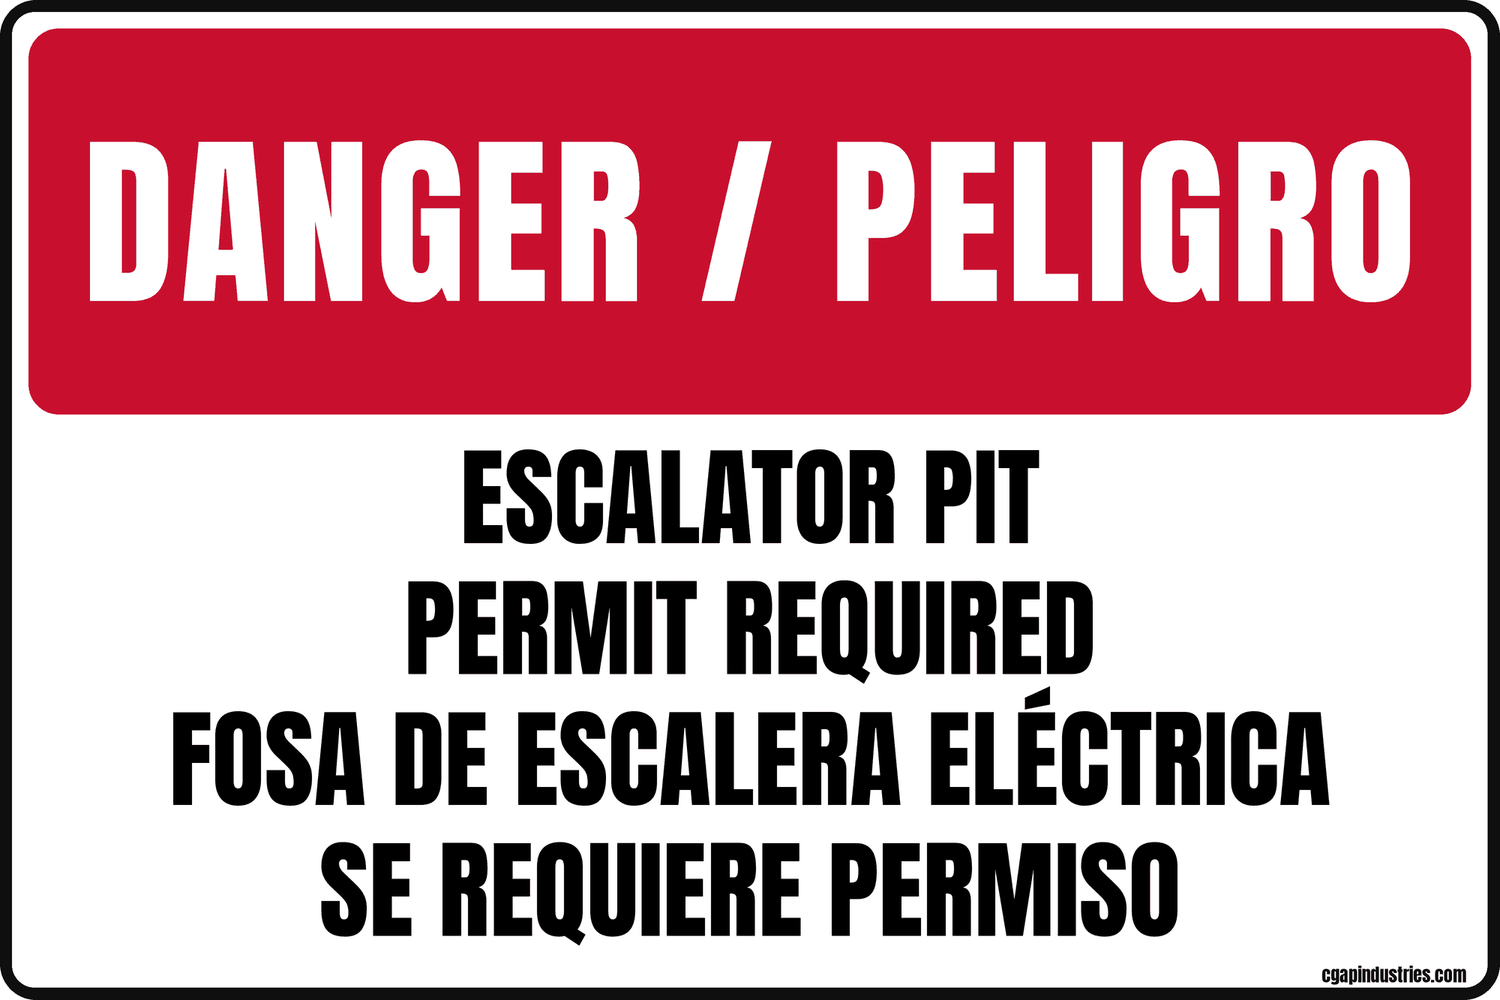 DANGER / PELIGRO
ESCALATOR PIT
PERMIT REQUIRED
FOSA DE ESCALERA ELÉCTRICA
SE REQUIERE PERMISO
cgapindustries.com